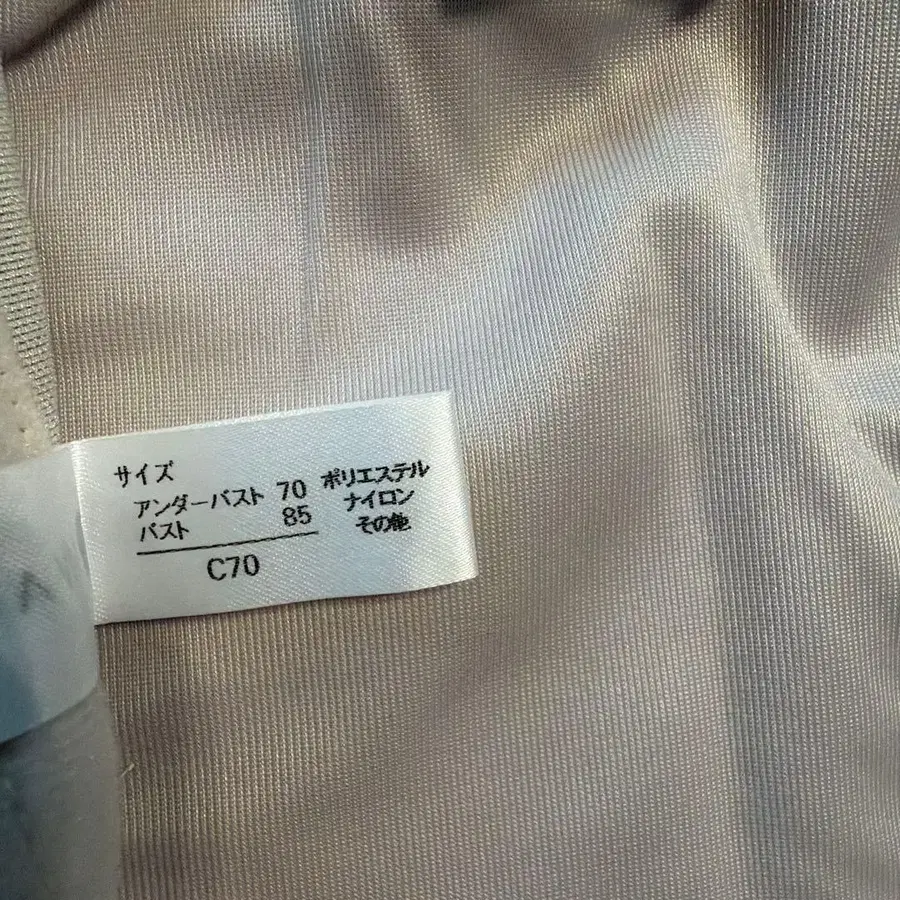 サイズ
アンダーバスト 70
バスト 85
C70
ポリエステル
ナイロン
その他